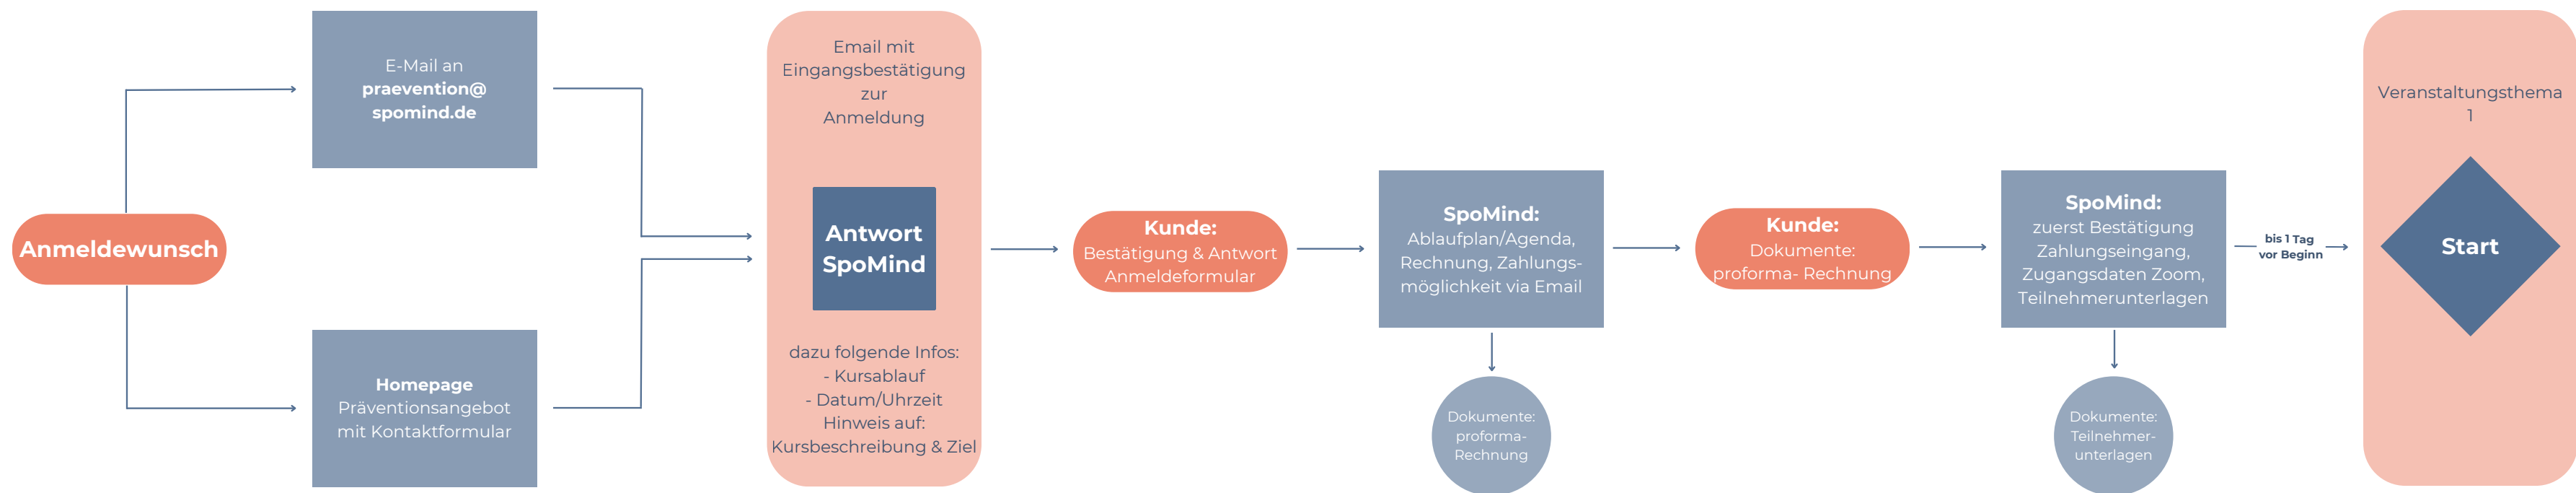 Anmeldewunsch
E-Mail an
praevention@
spomind.de
Homepage
Präventionsangebot
mit Kontaktformular
Email mit
Eingangsbestätigung
zur
Anmeldung
Antwort
SpoMind
dazu folgende Infos:
- Kursablauf
- Datum/Uhrzeit
Hinweis auf:
Kursbeschreibung & Ziel
Kunde:
Bestätigung & Antwort
Anmeldeformular
SpoMind:
Ablaufplan/Agenda,
Rechnung, Zahlungs-
möglichkeit via Email
Dokumente:
proforma-
Rechnung
Kunde:
Dokumente:
proforma- Rechnung
SpoMind:
zuerst Bestätigung
Zahlungseingang,
Zugangsdaten Zoom,
Teilnehmerunterlagen
Dokumente:
Teilnehmer-
unterlagen
bis 1 Tag
vor Beginn
Veranstaltungsthema
1
Start